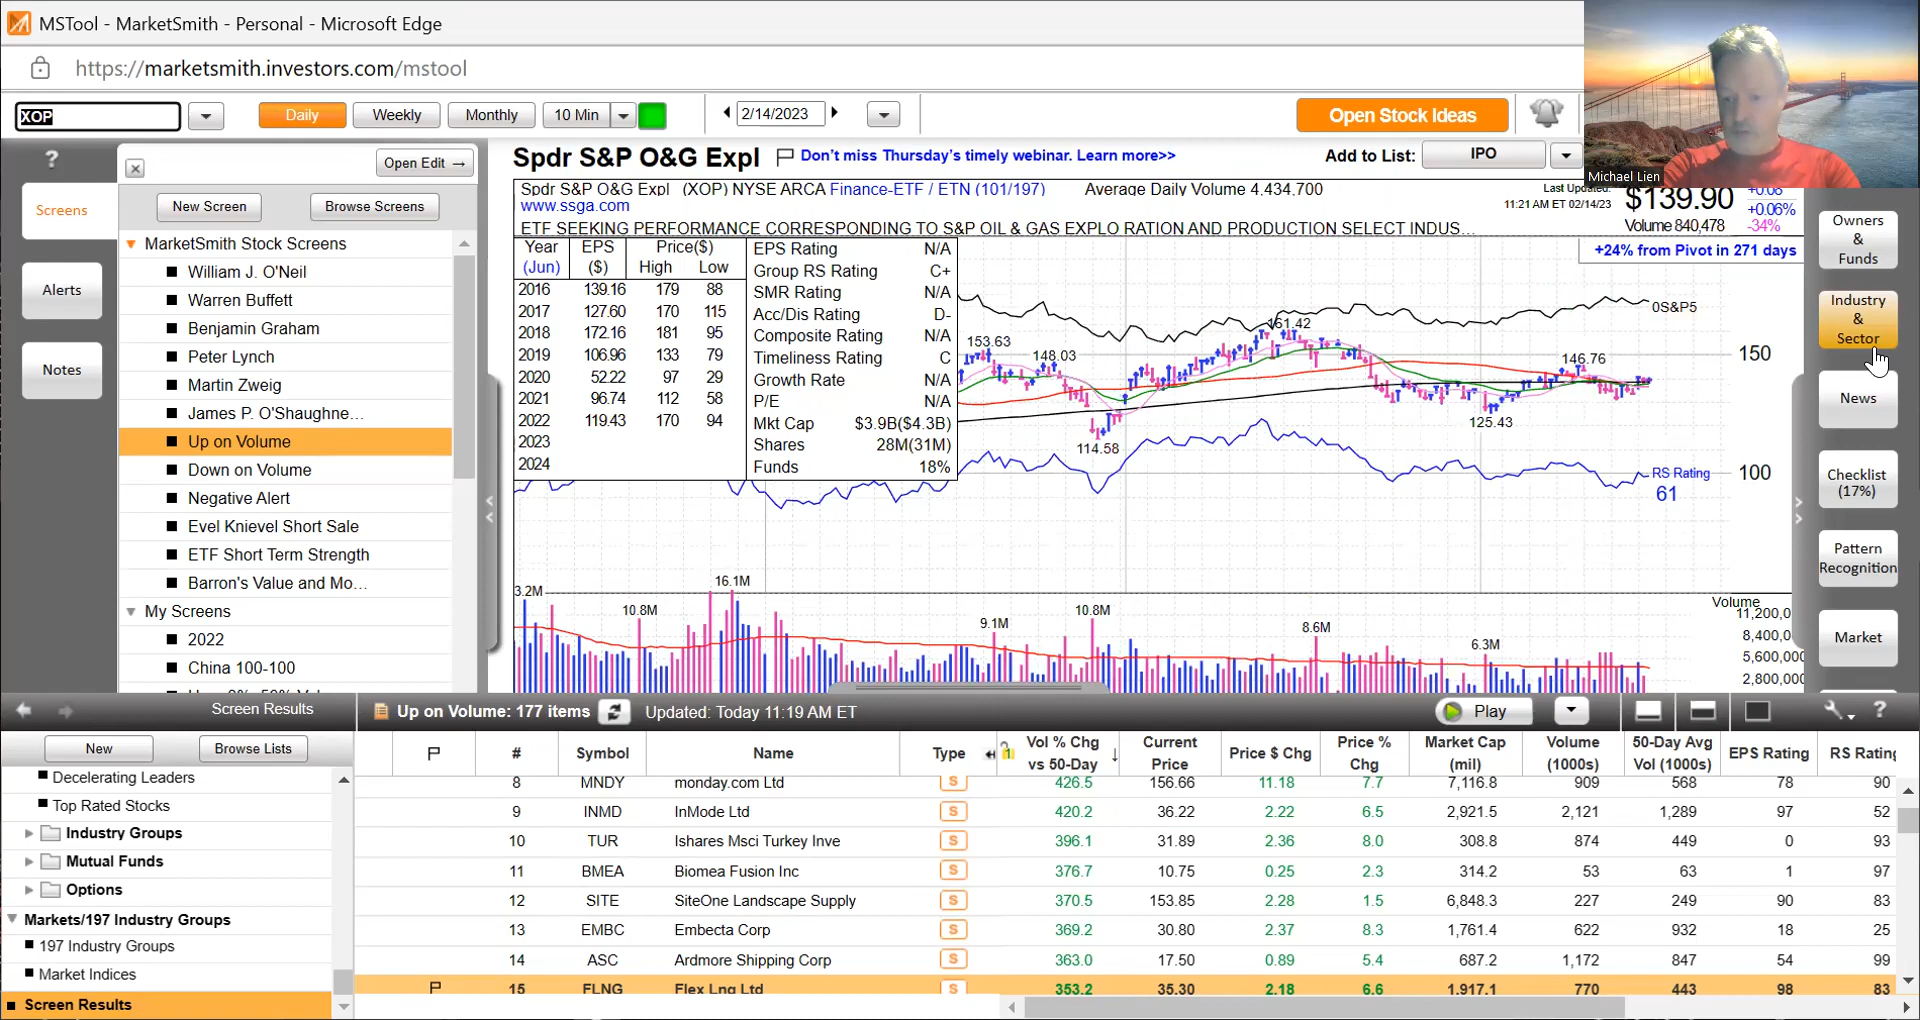 MSTool - MarketSmith - Personal - Microsoft Edge
https://marketsmith.investors.com/mstool
XOP Daily Weekly Monthly 10 Min 2/14/2023 Open Stock Ideas
Michael Lien
?
Screens
Alerts
Notes
Open Edit →
New Screen Browse Screens
MarketSmith Stock Screens
William J. O'Neil
Warren Buffett
Benjamin Graham
Peter Lynch
Martin Zweig
James P. O'Shaughne...
Up on Volume
Down on Volume
Negative Alert
Evel Knievel Short Sale
ETF Short Term Strength
Barron's Value and Mo...
My Screens
2022
China 100-100
Spdr S&P O&G Expl Don't miss Thursday's timely webinar. Learn more>> Add to List: IPO
Spdr S&P O&G Expl (XOP) NYSE ARCA Finance-ETF / ETN (101/197) Average Daily Volume 4,434,700
www.ssga.com
ETF SEEKING PERFORMANCE CORRESPONDING TO S&P OIL & GAS EXPLO RATION AND PRODUCTION SELECT INDUS...
Last Updated:
11:21 AM ET 02/14/23
$139.90 +0.08
+0.06%
Volume 840,478 -34%
+24% from Pivot in 271 days
Year EPS Price($)
(Jun) ($) High Low
2016 139.16 179 88
2017 127.60 170 115
2018 172.16 181 95
2019 106.96 133 79
2020 52.22 97 29
2021 96.74 112 58
2022 119.43 170 94
2023
2024
EPS Rating N/A
Group RS Rating C+
SMR Rating N/A
Acc/Dis Rating D-
Composite Rating N/A
Timeliness Rating C
Growth Rate N/A
P/E N/A
Mkt Cap $3.9B($4.3B)
Shares 28M(31M)
Funds 18%
0S&P5
161.42
153.63
148.03
146.76
150
125.43
114.58
100
RS Rating
61
3.2M
10.8M
16.1M
9.1M
10.8M
8.6M
6.3M
Volume
11,200,0
8,400,0
5,600,00
2,800,000
Owners
&
Funds
Industry
&
Sector
News
Checklist
(17%)
Pattern
Recognition
Market
Screen Results
New Browse Lists
Decelerating Leaders
Top Rated Stocks
Industry Groups
Mutual Funds
Options
Markets/197 Industry Groups
197 Industry Groups
Market Indices
Screen Results
Up on Volume: 177 items Updated: Today 11:19 AM ET Play ?
# Symbol Name Type 1 Vol % Chg vs 50-Day Current Price Price $ Chg Price % Chg Market Cap (mil) Volume (1000s) 50-Day Avg Vol (1000s) EPS Rating RS Rating
8 MNDY monday.com Ltd S 426.5 156.66 11.18 7.7 7,116.8 909 568 78 90
9 INMD InMode Ltd S 420.2 36.22 2.22 6.5 2,921.5 2,121 1,289 97 52
10 TUR Ishares Msci Turkey Inve S 396.1 31.89 2.36 8.0 308.8 874 449 0 93
11 BMEA Biomea Fusion Inc S 376.7 10.75 0.25 2.3 314.2 53 63 1 97
12 SITE SiteOne Landscape Supply S 370.5 153.85 2.28 1.5 6,848.3 227 249 90 83
13 EMBC Embecta Corp S 369.2 30.80 2.37 8.3 1,761.4 622 932 18 25
14 ASC Ardmore Shipping Corp S 363.0 17.50 0.89 5.4 687.2 1,172 847 54 99
15 FLNG Flex Lng Ltd S 353.2 35.30 2.18 6.6 1,917.1 770 443 98 83